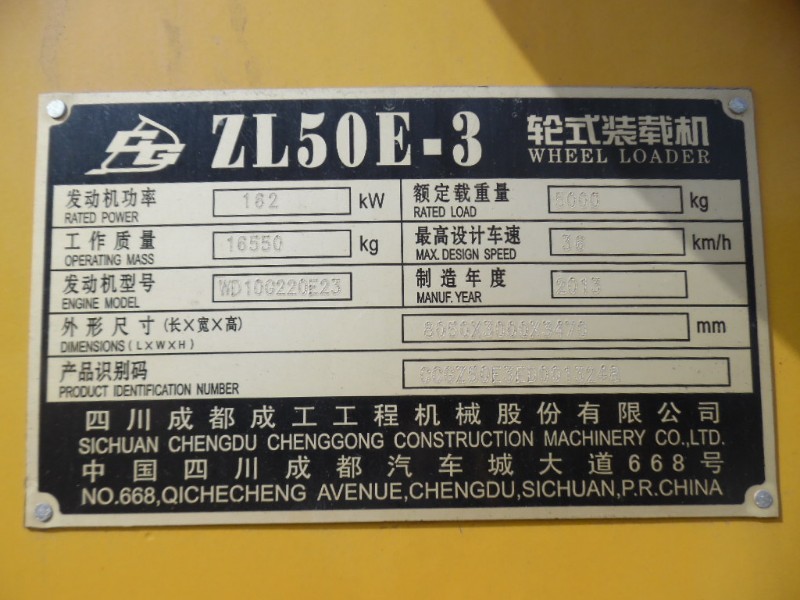 CG ZL50E-3 轮式装载机
WHEEL LOADER
发动机功率 162 kW 额定载重量 5000 kg
RATED POWER RATED LOAD
工作质量 16550 kg 最高设计车速 36 km/h
OPERATING MASS MAX. DESIGN SPEED
发动机型号 WD10G220E23 制造年度 2013
ENGINE MODEL MANUF. YEAR
外形尺寸(长×宽×高) mm
DIMENSIONS(L×W×H)
产品识别码
PRODUCT IDENTIFICATION NUMBER
四川成都成工工程机械股份有限公司
SICHUAN CHENGDU CHENGGONG CONSTRUCTION MACHINERY CO.,LTD.
中国四川成都汽车城大道668号
NO.668,QICHECHENG AVENUE,CHENGDU,SICHUAN,P.R.CHINA